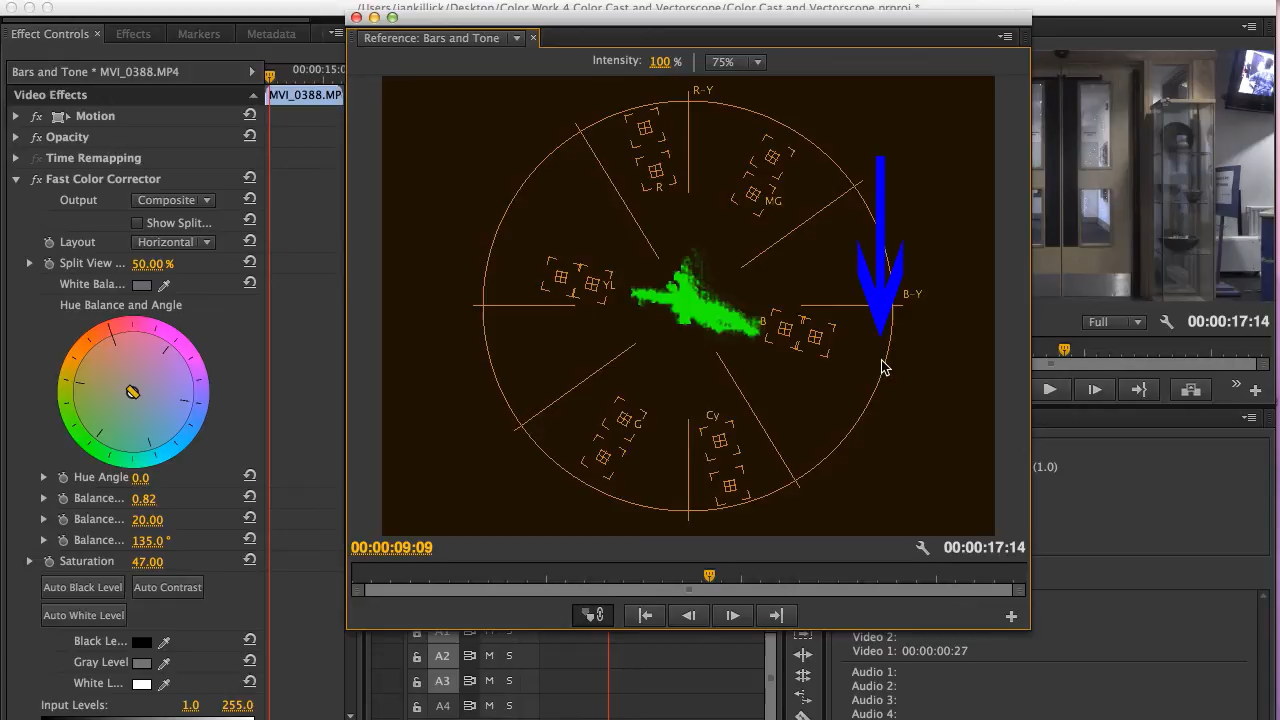 /Users/iankillick/Desktop/Color Work 4 Color Cast and Vectorscope/Color Cast and Vectorscope.prproj *
Effect Controls × Effects Markers Metadata
Reference: Bars and Tone ×
Intensity: 100 % 75%
Bars and Tone * MVI_0388.MP4 00:00:15:0
Video Effects MVI_0388.MP
fx Motion
fx Opacity
fx Time Remapping
fx Fast Color Corrector
Output Composite
Show Split...
Layout Horizontal
Split View ... 50.00 %
White Bala...
Hue Balance and Angle
Hue Angle 0.0
Balance... 0.82
Balance... 20.00
Balance... 135.0 °
Saturation 47.00
Auto Black Level Auto Contrast
Auto White Level
Black Le...
Gray Level
White L...
Input Levels: 1.0 255.0
R-Y
R
MG
YL
B-Y
B
G
Cy
00:00:09:09 00:00:17:14
Full 00:00:17:14
(1.0)
A1
A2 M S
A3 M S
A4 M S
Video 2:
Video 1: 00:00:00:27
Audio 1:
Audio 2:
Audio 3:
Audio 4: